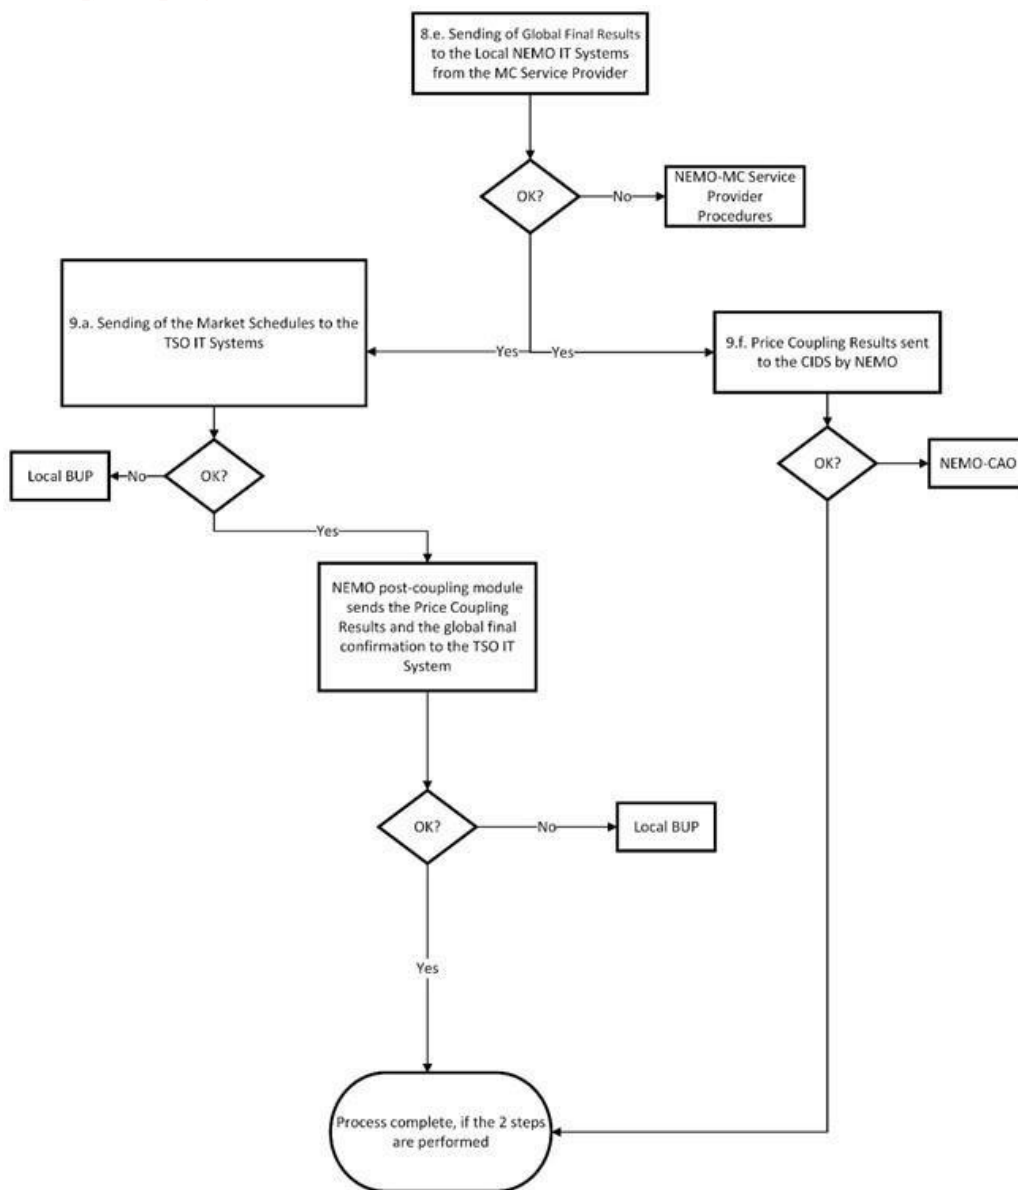 8.e. Sending of Global Final Results
to the Local NEMO IT Systems
from the MC Service Provider
OK?
No
NEMO-MC Service
Provider
Procedures
9.a. Sending of the Market Schedules to the
TSO IT Systems
Yes
Yes
9.f. Price Coupling Results sent
to the CIDS by NEMO
Local BUP
No
OK?
OK?
NEMO-CAO
Yes
NEMO post-coupling module
sends the Price Coupling
Results and the global final
confirmation to the TSO IT
System
OK?
No
Local BUP
Yes
Process complete, if the 2 steps
are performed